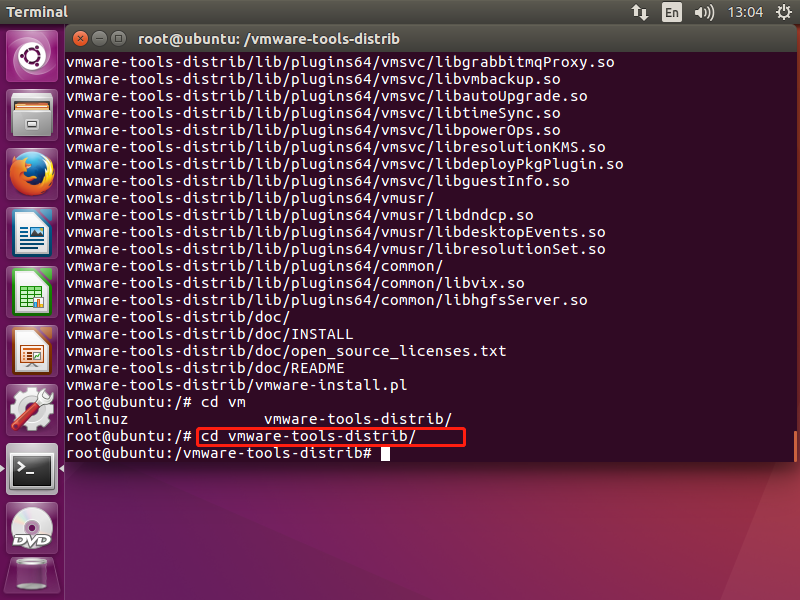 Terminal
En
13:04
root@ubuntu: /vmware-tools-distrib
vmware-tools-distrib/lib/plugins64/vmsvc/libgrabbitmqProxy.so
vmware-tools-distrib/lib/plugins64/vmsvc/libvmbackup.so
vmware-tools-distrib/lib/plugins64/vmsvc/libautoUpgrade.so
vmware-tools-distrib/lib/plugins64/vmsvc/libtimeSync.so
vmware-tools-distrib/lib/plugins64/vmsvc/libpowerOps.so
vmware-tools-distrib/lib/plugins64/vmsvc/libresolutionKMS.so
vmware-tools-distrib/lib/plugins64/vmsvc/libdeployPkgPlugin.so
vmware-tools-distrib/lib/plugins64/vmsvc/libguestInfo.so
vmware-tools-distrib/lib/plugins64/vmusr/
vmware-tools-distrib/lib/plugins64/vmusr/libdndcp.so
vmware-tools-distrib/lib/plugins64/vmusr/libdesktopEvents.so
vmware-tools-distrib/lib/plugins64/vmusr/libresolutionSet.so
vmware-tools-distrib/lib/plugins64/common/
vmware-tools-distrib/lib/plugins64/common/libvix.so
vmware-tools-distrib/lib/plugins64/common/libhgfsServer.so
vmware-tools-distrib/doc/
vmware-tools-distrib/doc/INSTALL
vmware-tools-distrib/doc/open_source_licenses.txt
vmware-tools-distrib/doc/README
vmware-tools-distrib/vmware-install.pl
root@ubuntu:/# cd vm
vmlinuz vmware-tools-distrib/
root@ubuntu:/# cd vmware-tools-distrib/
root@ubuntu:/vmware-tools-distrib#
DVD